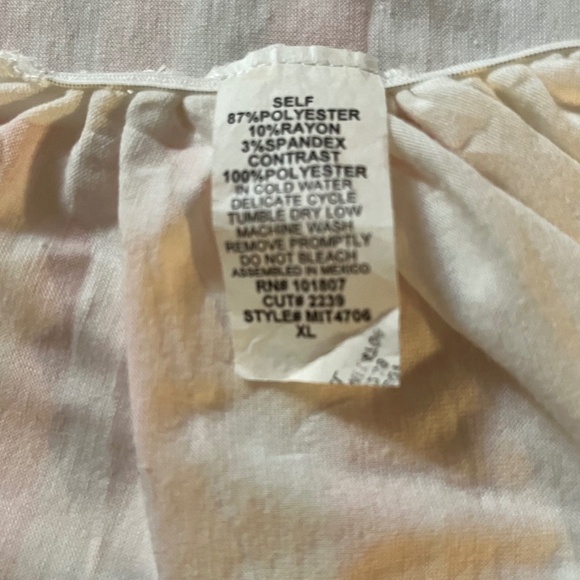 SELF
87%POLYESTER
10%RAYON
3%SPANDEX
CONTRAST
100%POLYESTER
IN COLD WATER
DELICATE CYCLE
TUMBLE DRY LOW
MACHINE WASH
REMOVE PROMPTLY
DO NOT BLEACH
ASSEMBLED IN MEXICO
RN# 101807
CUT# 2239
STYLE# MIT4706
XL